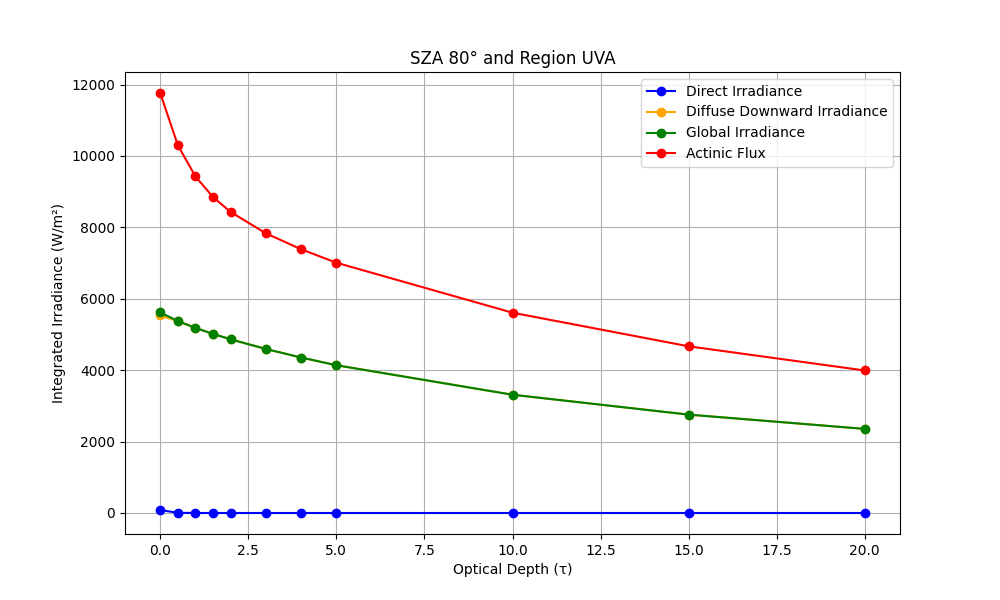 SZA 80° and Region UVA
Direct Irradiance
Diffuse Downward Irradiance
Global Irradiance
Actinic Flux
Integrated Irradiance (W/m²)
12000
10000
8000
6000
4000
2000
0
0.0 2.5 5.0 7.5 10.0 12.5 15.0 17.5 20.0
Optical Depth (τ)